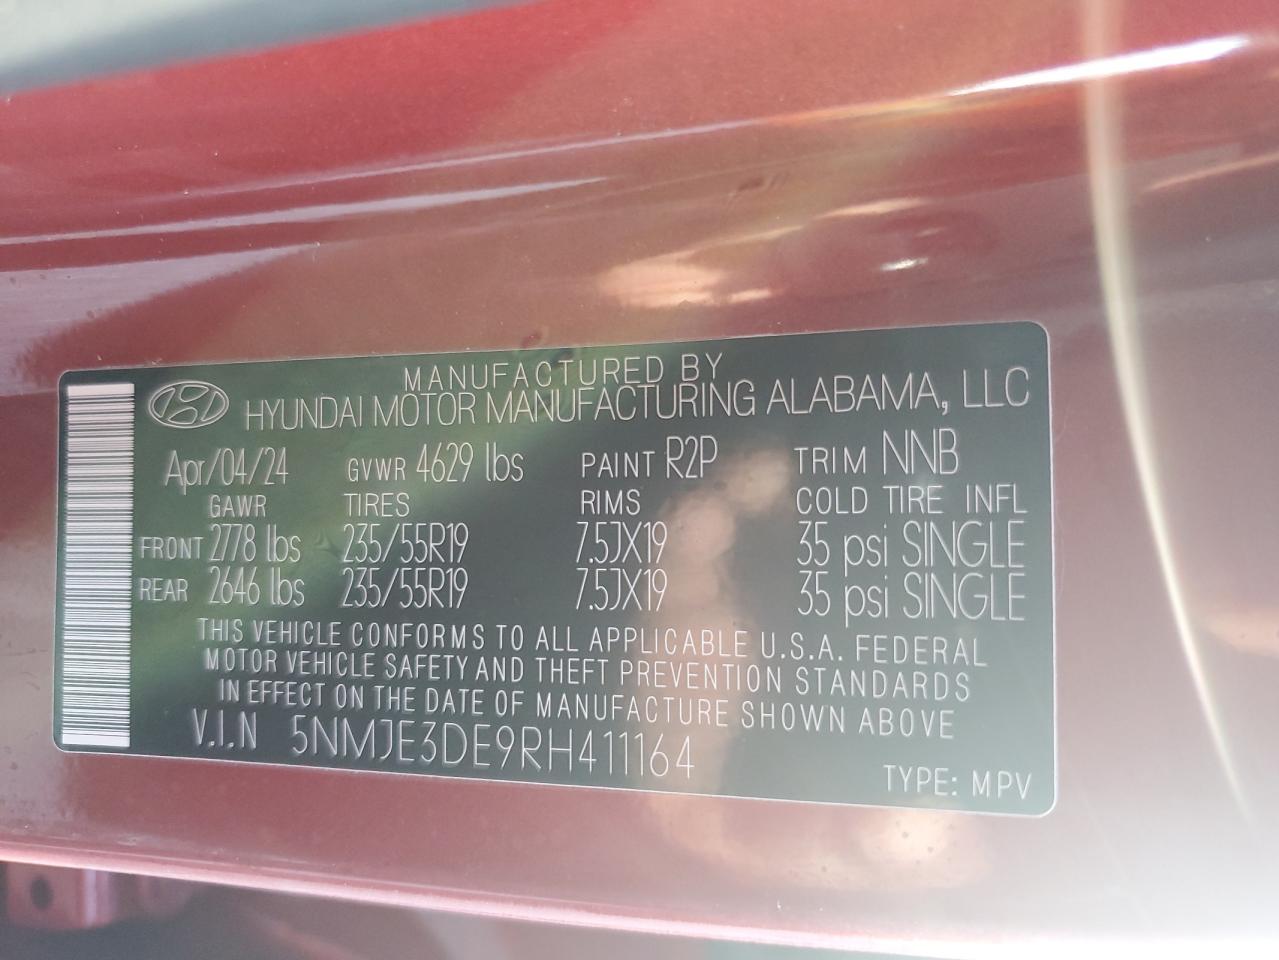 MANUFACTURED BY
HYUNDAI MOTOR MANUFACTURING ALABAMA, LLC
Apr/04/24 GVWR 4629 lbs PAINT R2P TRIM NNB
GAWR TIRES RIMS COLD TIRE INFL
FRONT 2778 lbs 235/55R19 7.5JX19 35 psi SINGLE
REAR 2646 lbs 235/55R19 7.5JX19 35 psi SINGLE
THIS VEHICLE CONFORMS TO ALL APPLICABLE U.S.A. FEDERAL
MOTOR VEHICLE SAFETY AND THEFT PREVENTION STANDARDS
IN EFFECT ON THE DATE OF MANUFACTURE SHOWN ABOVE
V.I.N 5NMJE3DE9RH411164
TYPE: MPV